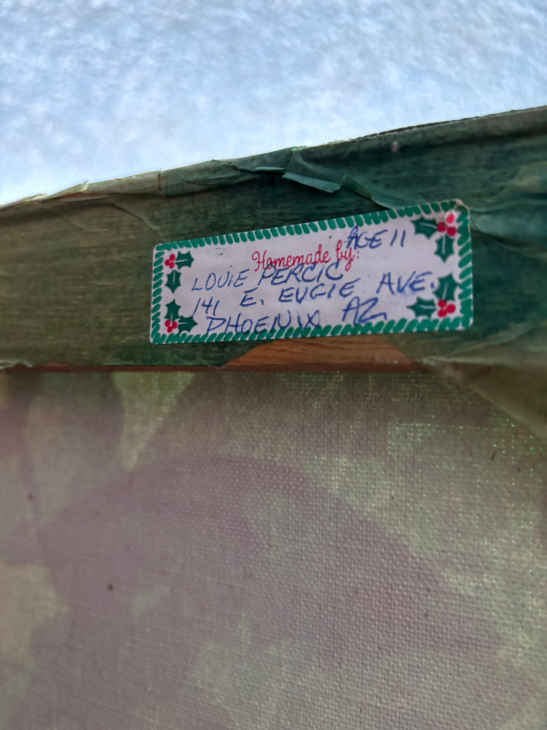 Homemade by: AGE 11
LOUIE PERCIC
141 E. EUGIE AVE.
PHOENIX AZ